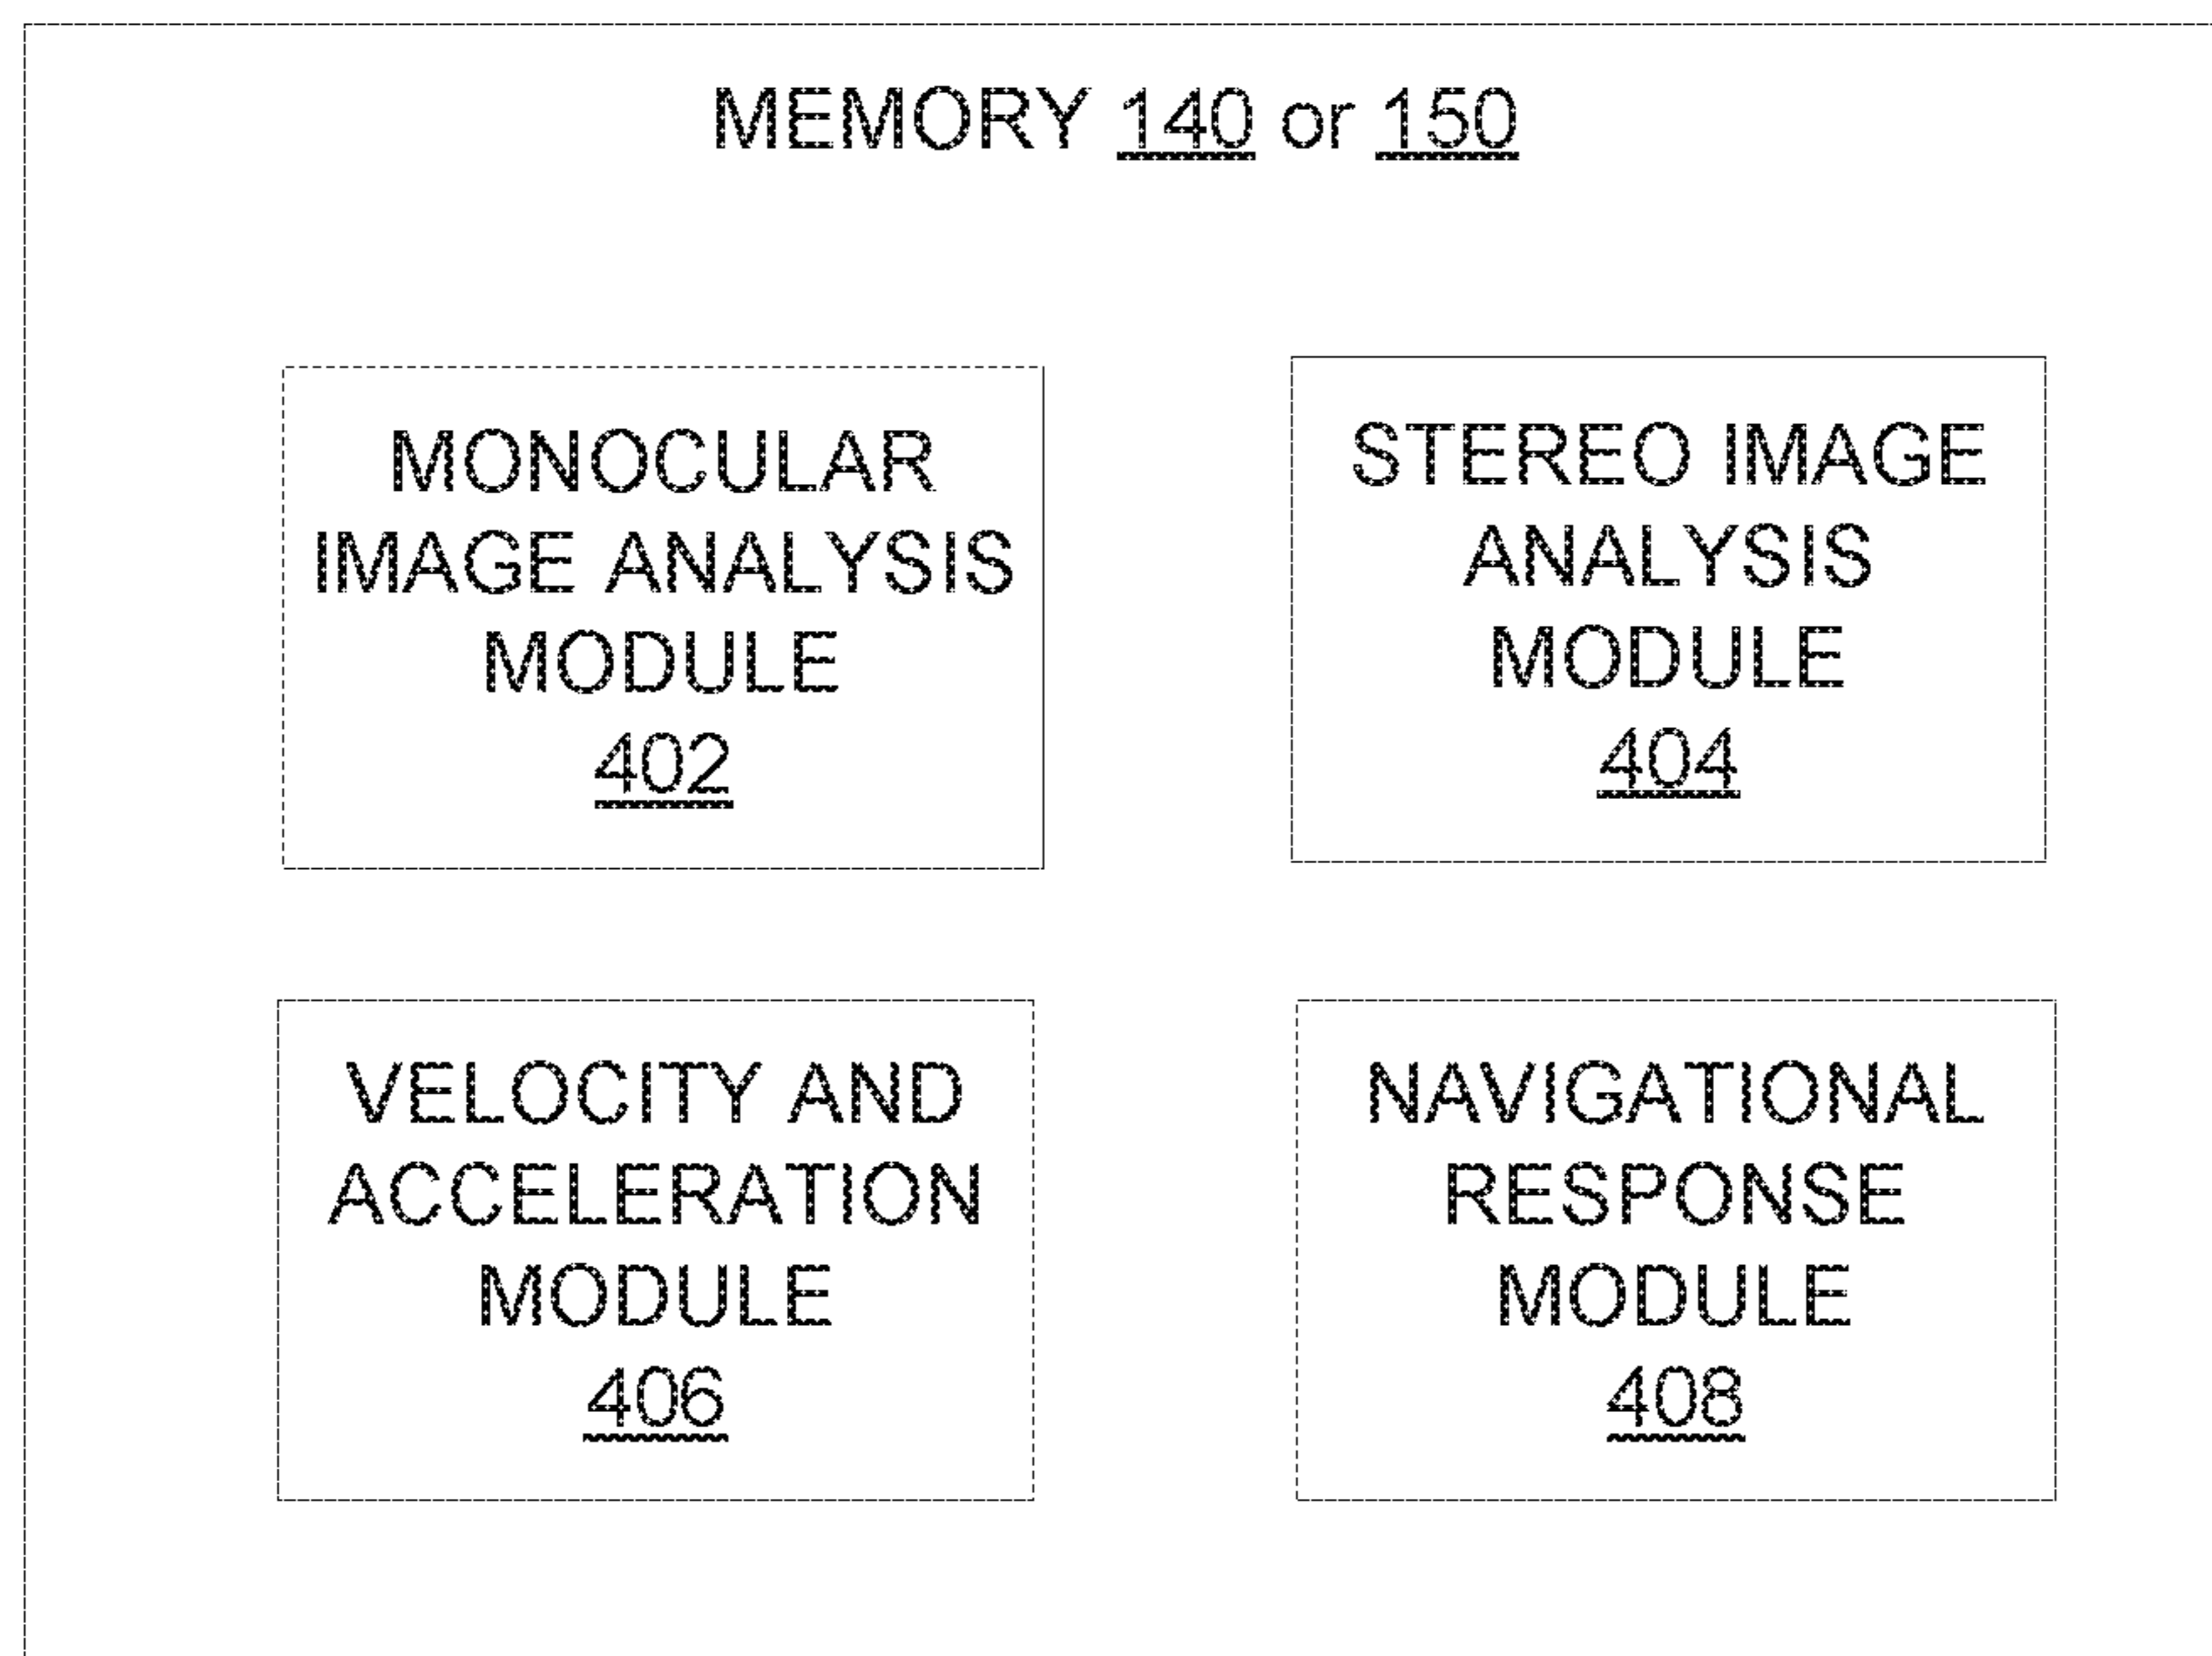 MEMORY 140 or 150
MONOCULAR
IMAGE ANALYSIS
MODULE
402
STEREO IMAGE
ANALYSIS
MODULE
404
VELOCITY AND
ACCELERATION
MODULE
406
NAVIGATIONAL
RESPONSE
MODULE
408